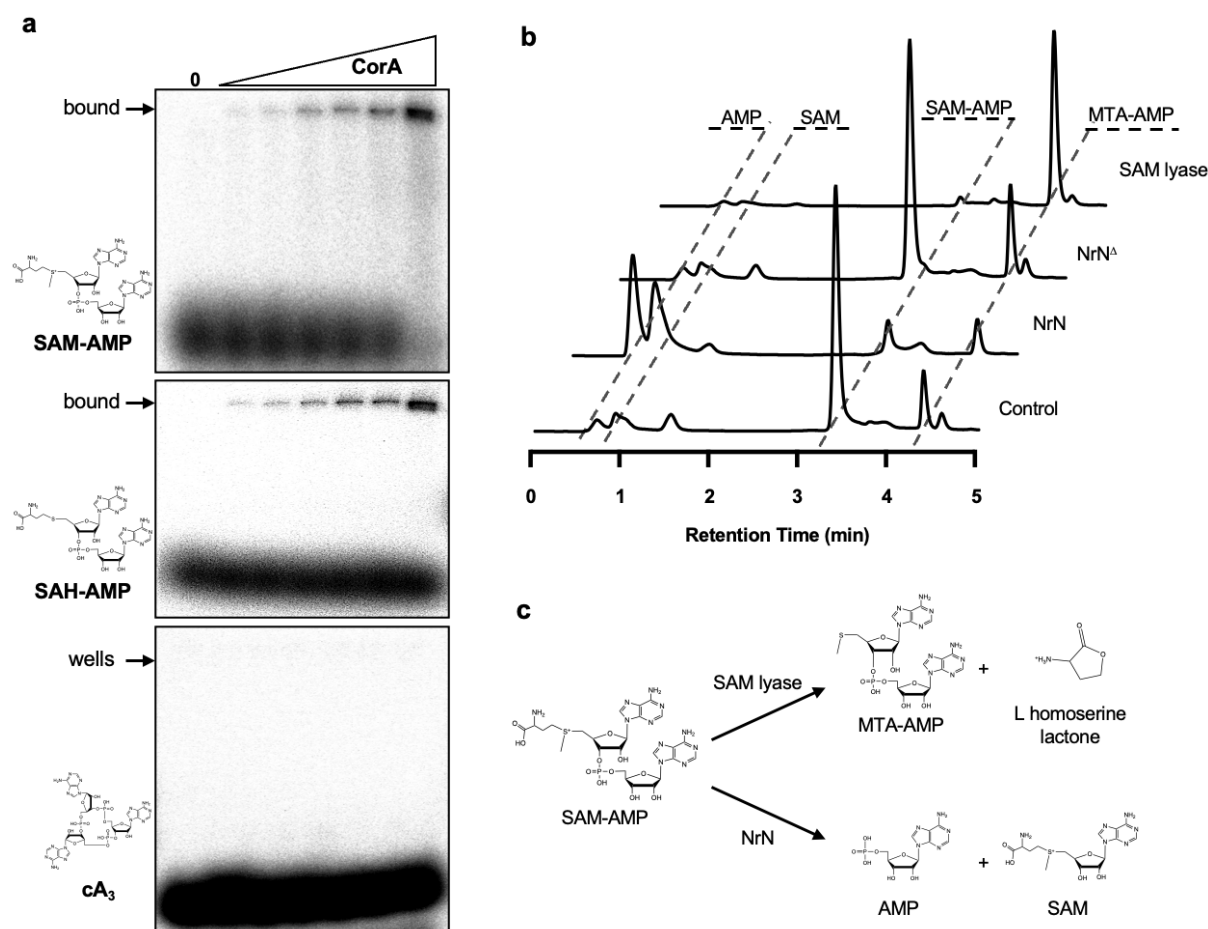 a
0
CorA
bound
SAM-AMP
bound
SAH-AMP
wells
cA₃
b
AMP
SAM
SAM-AMP
MTA-AMP
SAM lyase
NrNᐞ
NrN
Control
0 1 2 3 4 5
Retention Time (min)
c
SAM lyase
MTA-AMP
+
L homoserine
lactone
SAM-AMP
NrN
AMP
+
SAM